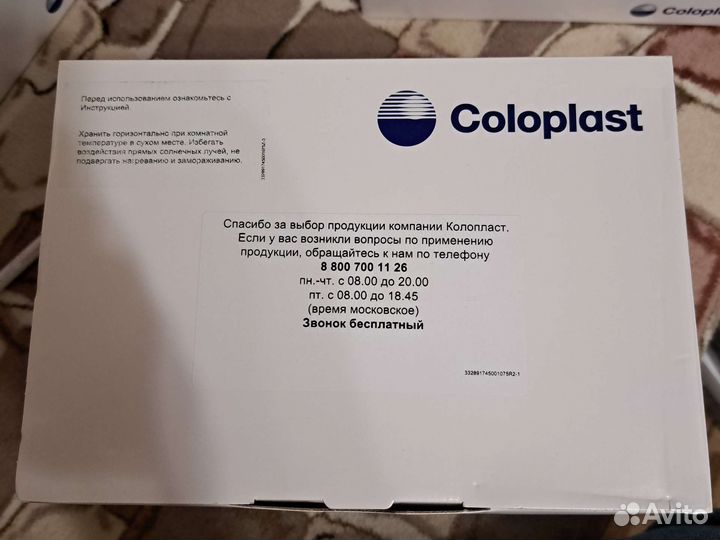 Coloplast
Перед использованием ознакомьтесь с
Инструкцией.
Хранить горизонтально при комнатной
температуре в сухом месте. Избегать
воздействия прямых солнечных лучей, не
подвергать нагреванию и замораживанию.
Coloplast
Спасибо за выбор продукции компании Колопласт.
Если у вас возникли вопросы по применению
продукции, обращайтесь к нам по телефону
8 800 700 11 26
пн.-чт. с 08.00 до 20.00
пт. с 08.00 до 18.45
(время московское)
Звонок бесплатный
332891745001075R2-1
Avito